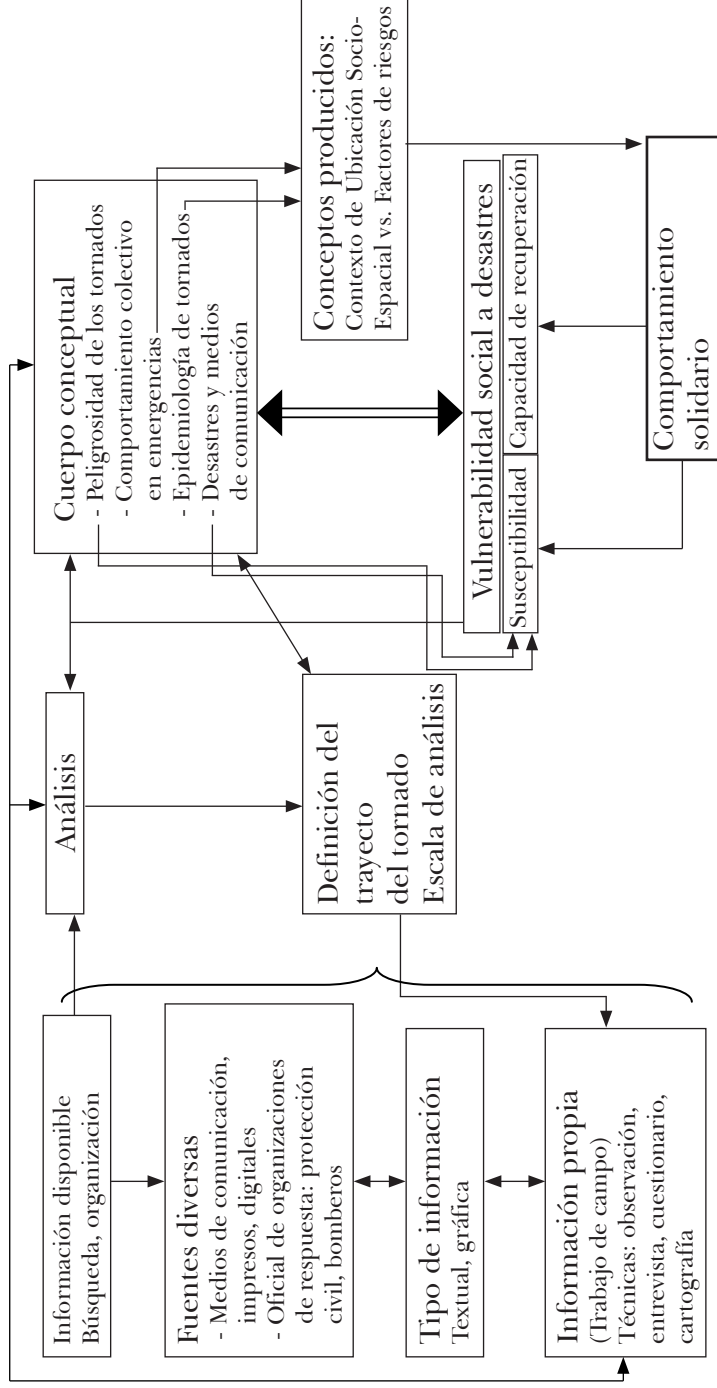 Información disponible
Búsqueda, organización
Fuentes diversas
- Medios de comunicación,
impresos, digitales
- Oficial de organizaciones
de respuesta: protección
civil, bomberos
Tipo de información
Textual, gráfica
Información propia
(Trabajo de campo)
Técnicas: observación,
entrevista, cuestionario,
cartografía
Análisis
Definición del
trayecto
del tornado
Escala de análisis
Cuerpo conceptual
- Peligrosidad de los tornados
- Comportamiento colectivo
en emergencias
- Epidemiología de tornados
- Desastres y medios
de comunicación
Vulnerabilidad social a desastres
Susceptibilidad
Capacidad de recuperación
Conceptos producidos:
Contexto de Ubicación Socio-
Espacial vs. Factores de riesgos
Comportamiento
solidario